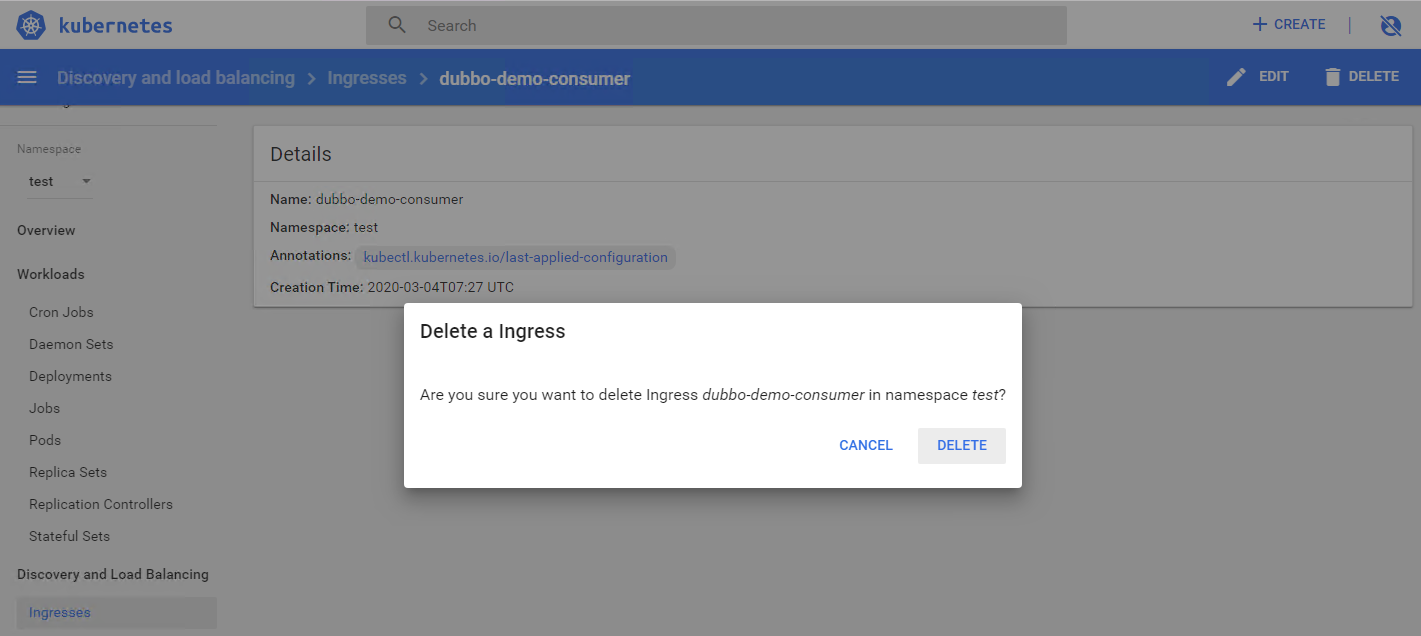 kubernetes
Search
CREATE |
Discovery and load balancing > Ingresses > dubbo-demo-consumer
EDIT
DELETE
Namespace
test
Overview
Workloads
Cron Jobs
Daemon Sets
Deployments
Jobs
Pods
Replica Sets
Replication Controllers
Stateful Sets
Discovery and Load Balancing
Ingresses
Details
Name: dubbo-demo-consumer
Namespace: test
Annotations: kubectl.kubernetes.io/last-applied-configuration
Creation Time: 2020-03-04T07:27 UTC
Delete a Ingress
Are you sure you want to delete Ingress dubbo-demo-consumer in namespace test?
CANCEL
DELETE